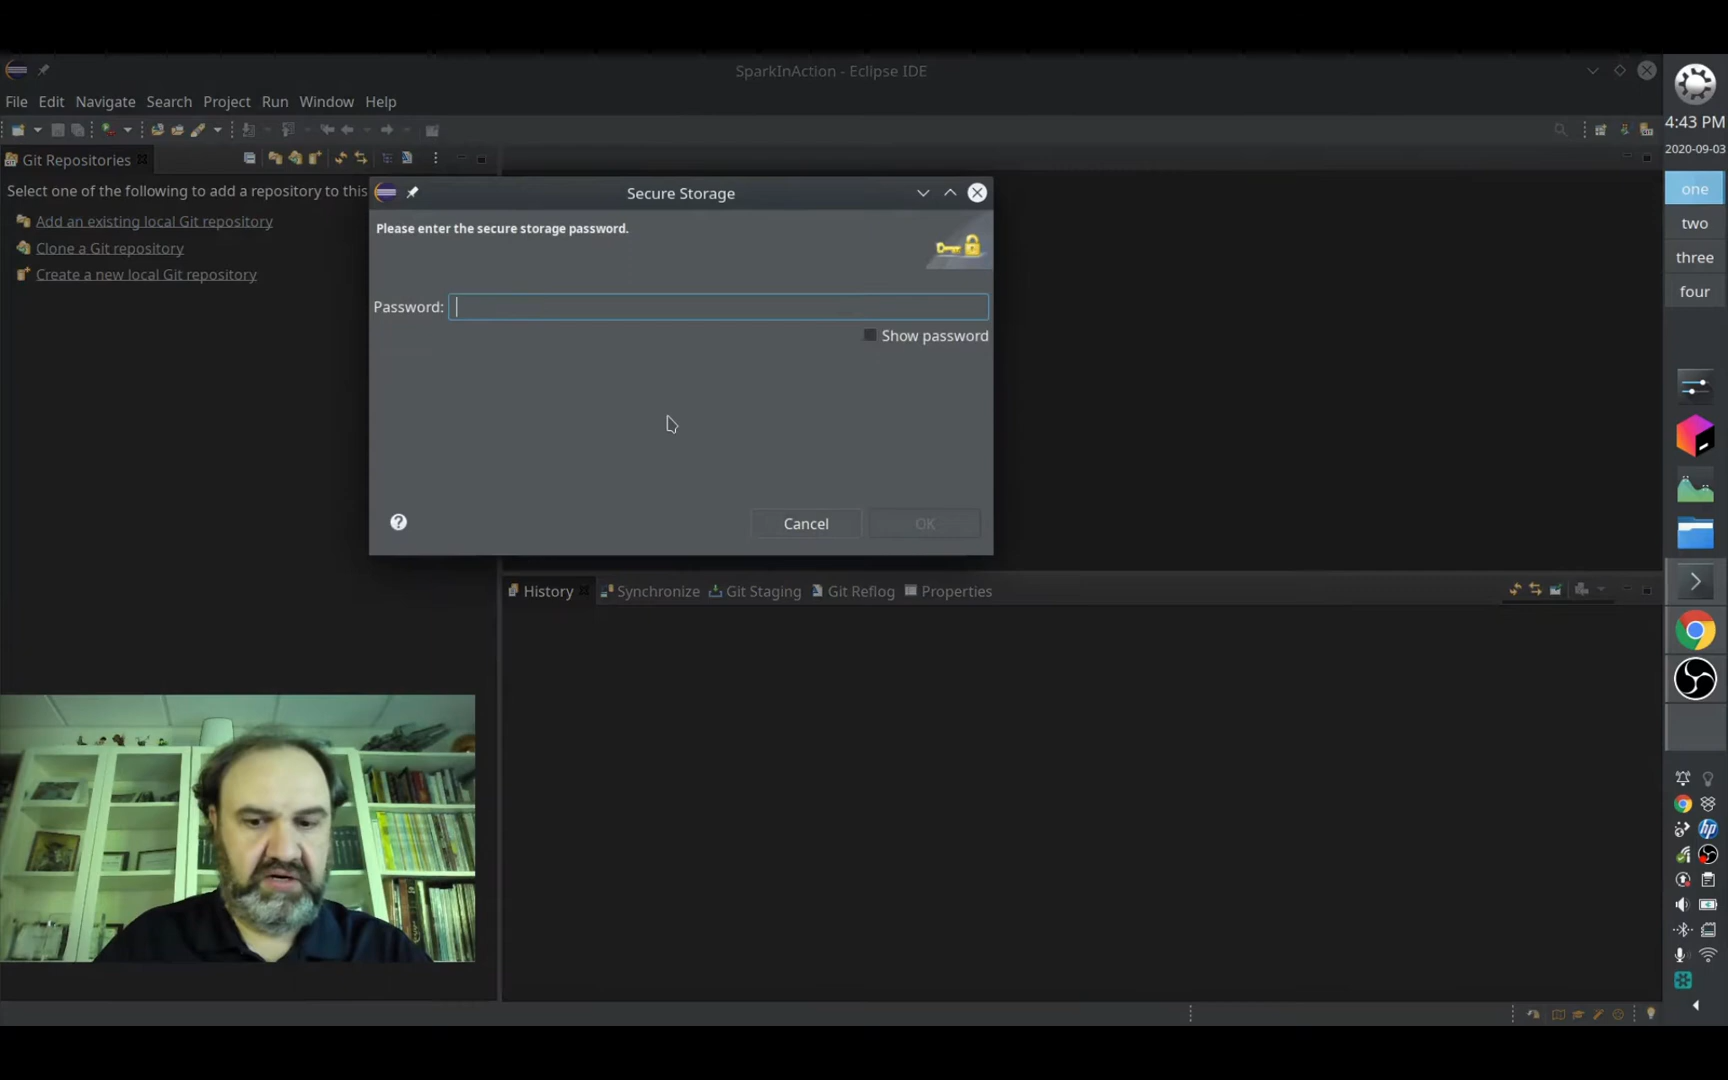 SparkInAction - Eclipse IDE
File Edit Navigate Search Project Run Window Help
Git Repositories
Select one of the following to add a repository to this
Add an existing local Git repository
Clone a Git repository
Create a new local Git repository
Secure Storage
Please enter the secure storage password.
Password:
Show password
Cancel OK
History Synchronize Git Staging Git Reflog Properties
4:43 PM
2020-09-03
one
two
three
four
hp